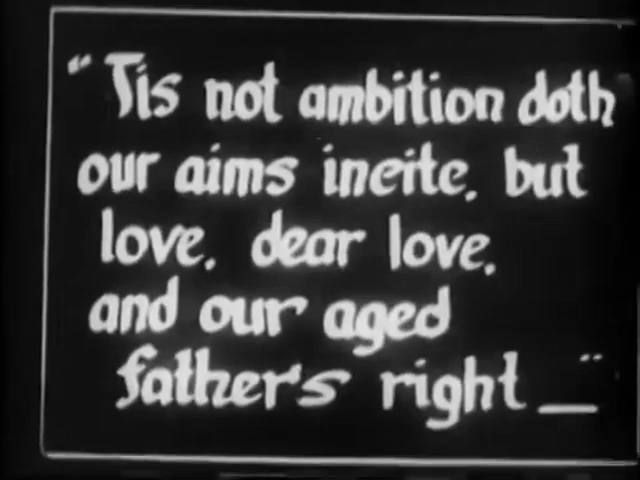 "Tis not ambition doth
our aims incite, but
love, dear love,
and our aged
father's right —"